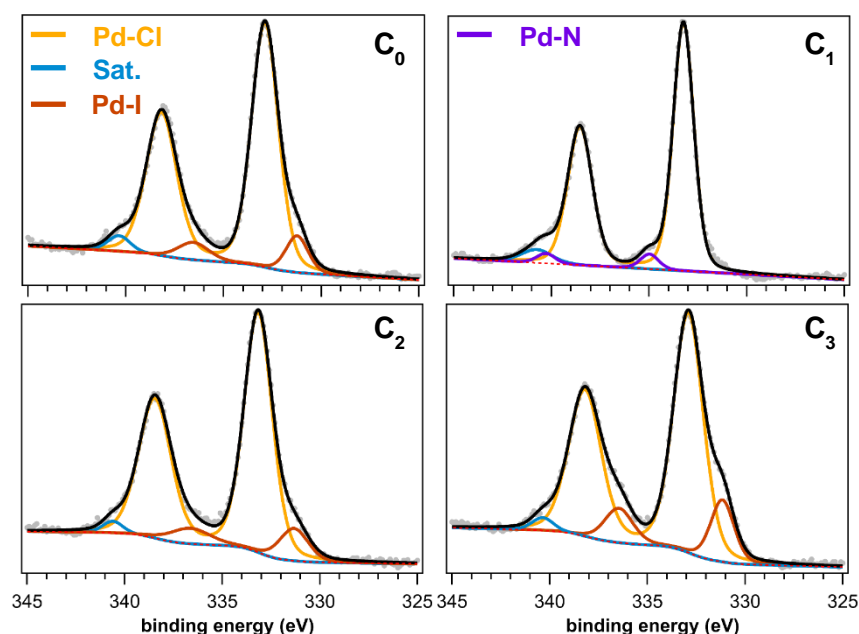 Pd-Cl
Sat.
Pd-I
C0
Pd-N
C1
C2
C3
345 340 335 330 325
345 340 335 330 325
binding energy (eV)
binding energy (eV)